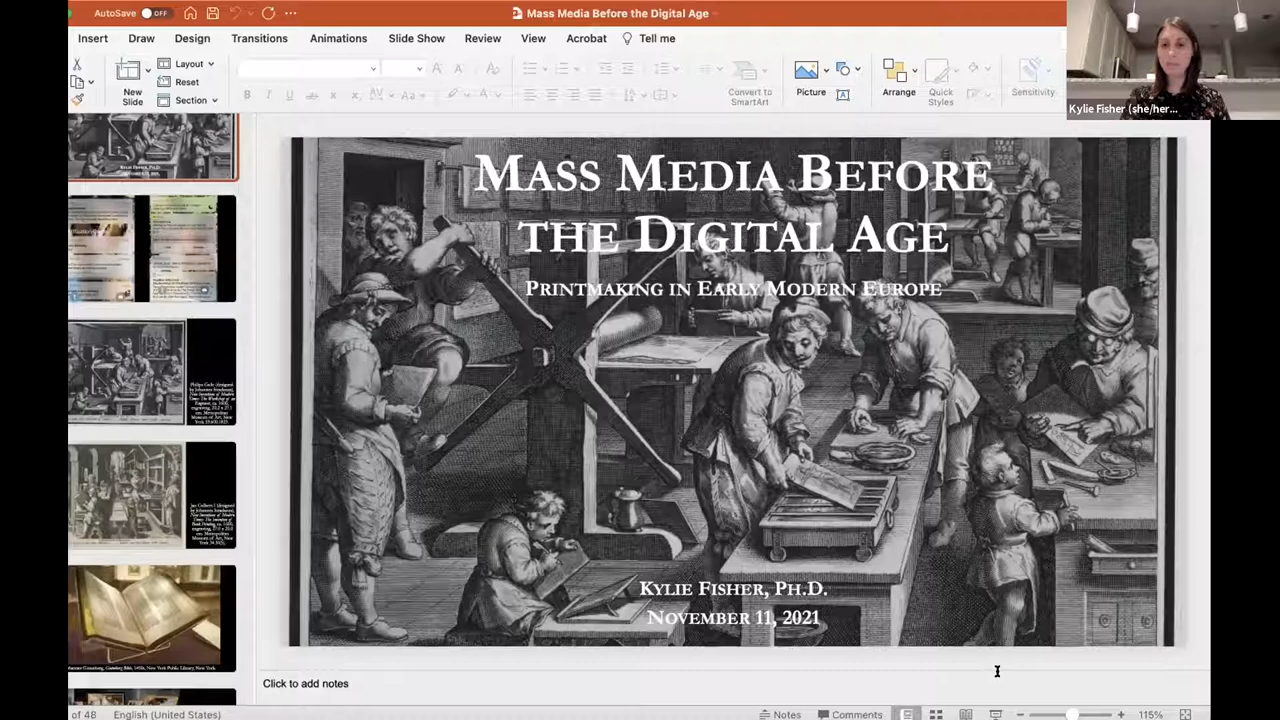 AutoSave OFF
Mass Media Before the Digital Age
Insert Draw Design Transitions Animations Slide Show Review View Acrobat Tell me
New Slide
Layout
Reset
Section
Convert to SmartArt
Picture
Arrange
Quick Styles
Sensitivity
Kylie Fisher (she/her...
MASS MEDIA BEFORE
THE DIGITAL AGE
PRINTMAKING IN EARLY MODERN EUROPE
KYLIE FISHER, PH.D.
NOVEMBER 11, 2021
Click to add notes
of 48 English (United States) Notes Comments 115%